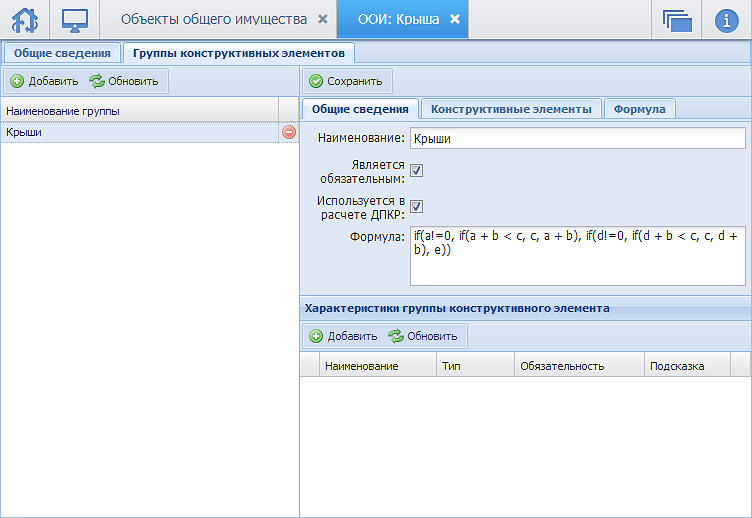 Объекты общего имущества
ООИ: Крыша
Общие сведения
Группы конструктивных элементов
Добавить
Обновить
Наименование группы
Крыши
Сохранить
Общие сведения
Конструктивные элементы
Формула
Наименование:
Крыши
Является
обязательным:
Используется в
расчете ДПКР:
Формула:
if(a!=0, if(a + b < c, c, a + b), if(d!=0, if(d + b < c, c, d +
b), e))
Характеристики группы конструктивного элемента
Добавить
Обновить
Наименование
Тип
Обязательность
Подсказка